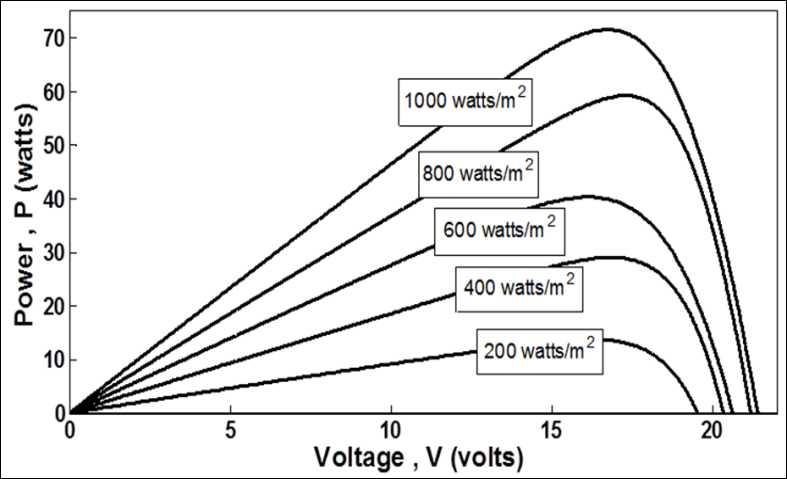 70
60
50
40
30
20
10
0
Power , P (watts)
1000 watts/m²
800 watts/m²
600 watts/m²
400 watts/m²
200 watts/m²
0 5 10 15 20
Voltage , V (volts)